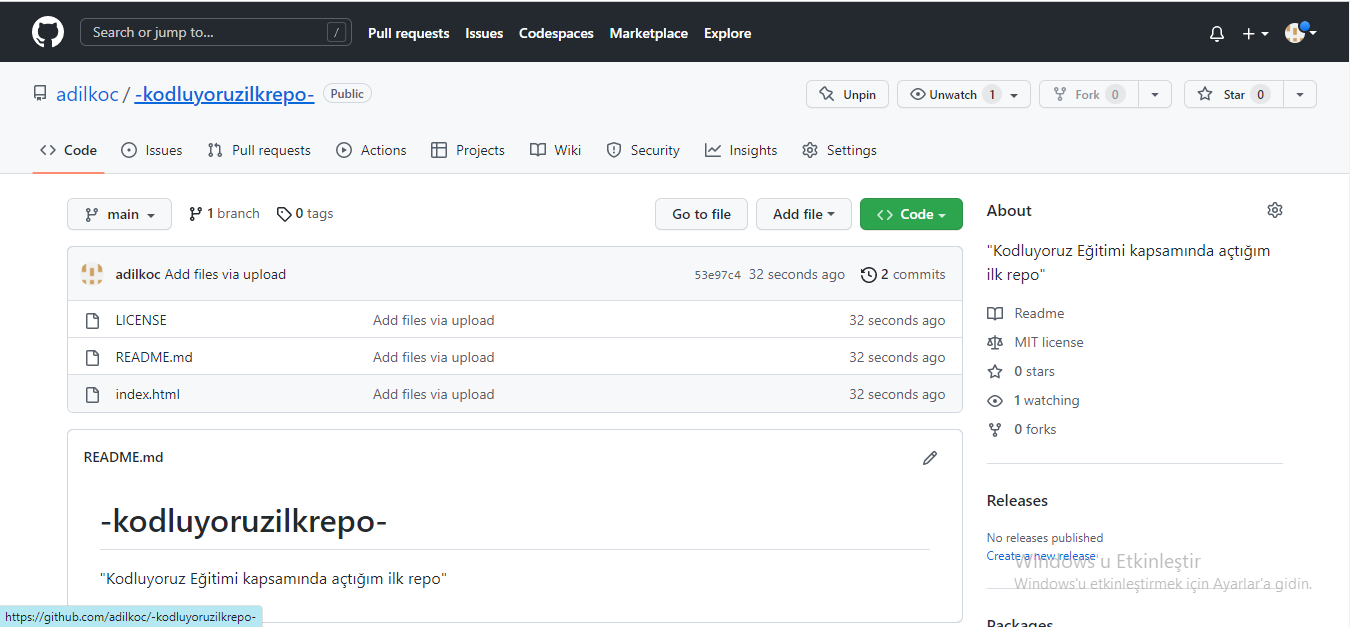 Search or jump to... /
Pull requests Issues Codespaces Marketplace Explore
adilkoc / -kodluyoruzilkrepo- Public
Unpin Unwatch 1 Fork 0 Star 0
Code Issues Pull requests Actions Projects Wiki Security Insights Settings
main 1 branch 0 tags
Go to file Add file Code
adilkoc Add files via upload 53e97c4 32 seconds ago 2 commits
LICENSE Add files via upload 32 seconds ago
README.md Add files via upload 32 seconds ago
index.html Add files via upload 32 seconds ago
README.md
-kodluyoruzilkrepo-
"Kodluyoruz Eğitimi kapsamında açtığım ilk repo"
About
"Kodluyoruz Eğitimi kapsamında açtığım
ilk repo"
Readme
MIT license
0 stars
1 watching
0 forks
Releases
No releases published
Create a new release
Windows'u Etkinleştir
Windows'u etkinleştirmek için Ayarlar'a gidin.
Packages
https://github.com/adilkoc/-kodluyoruzilkrepo-